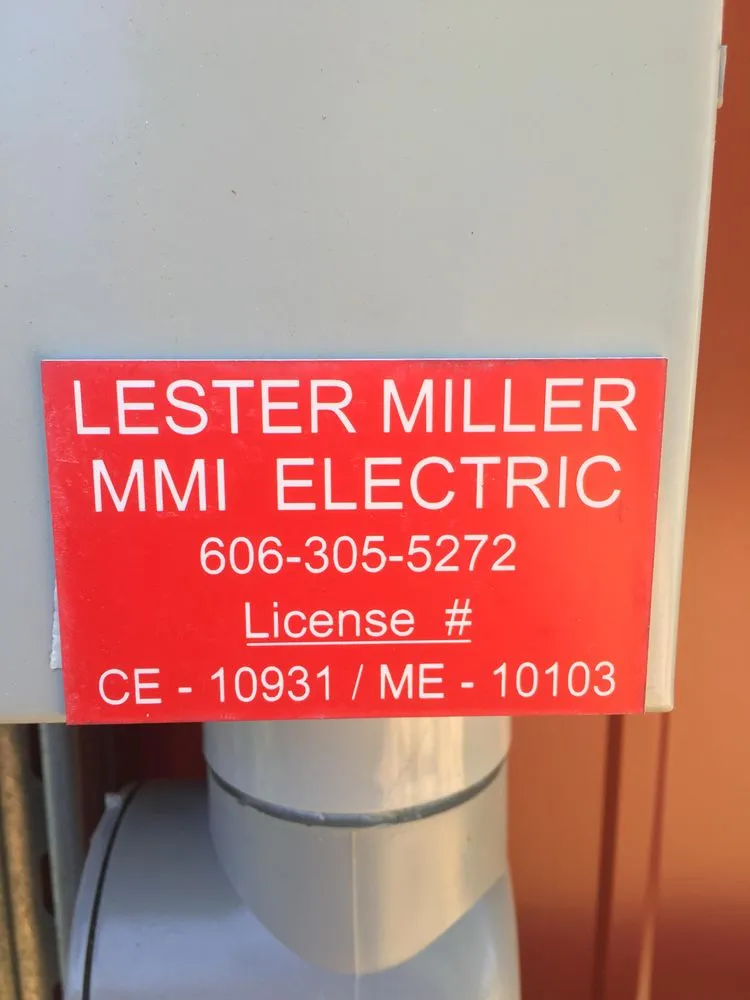 LESTER MILLER
MMI ELECTRIC
606-305-5272
License #
CE - 10931 / ME - 10103